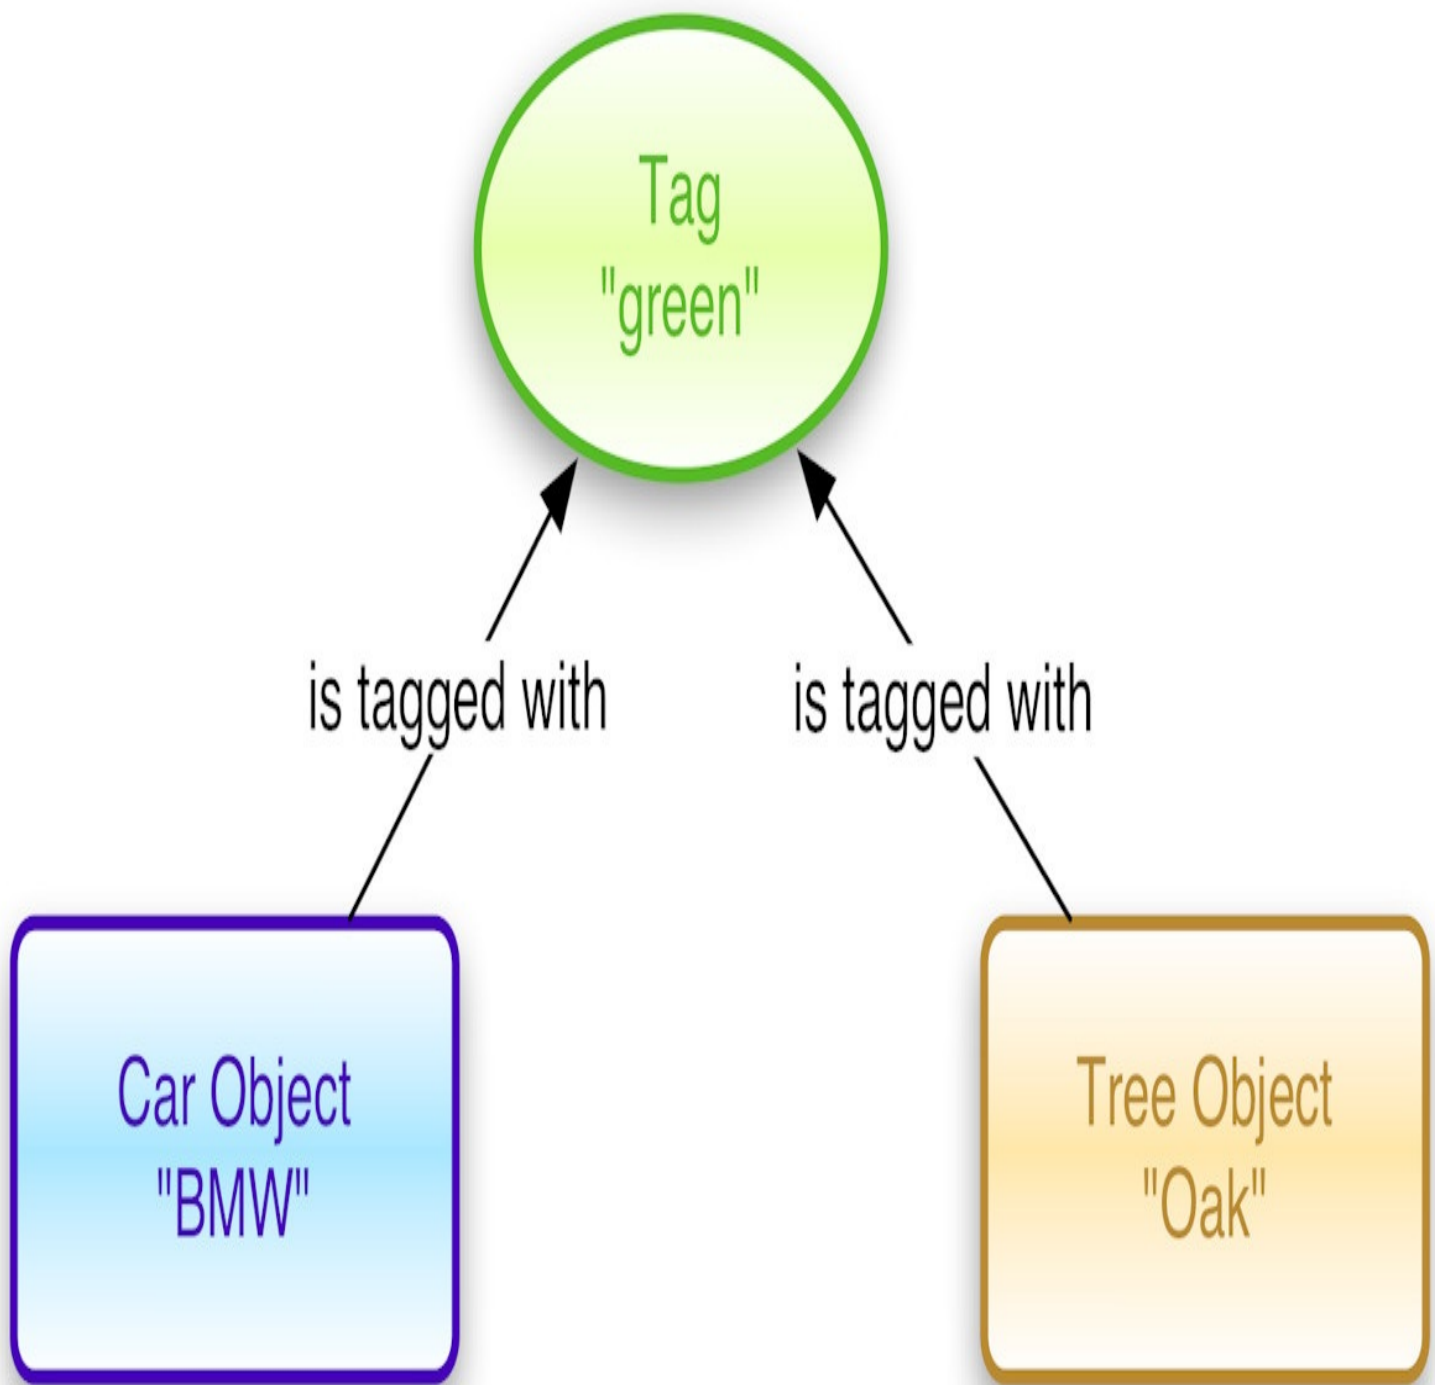 Tag
"green"
is tagged with
is tagged with
Car Object
"BMW"
Tree Object
"Oak"